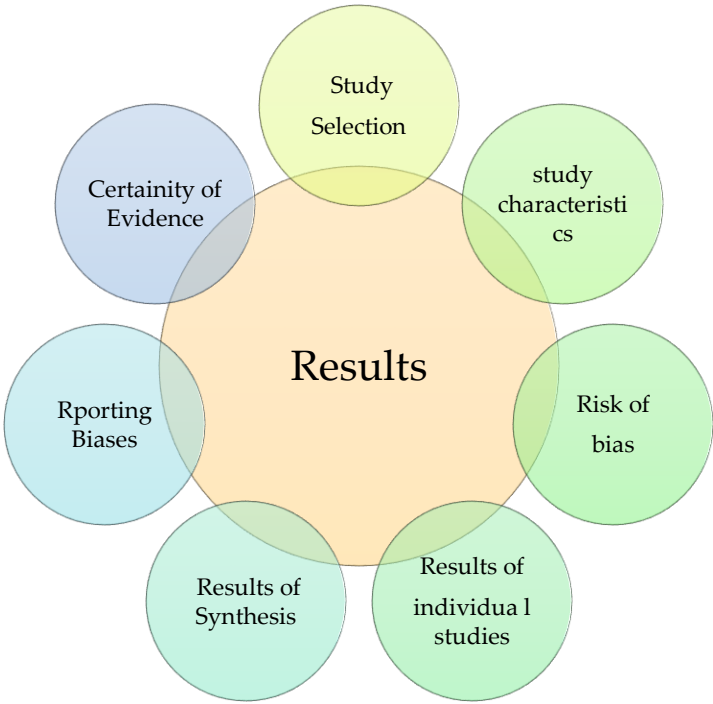 Study
Selection
study
characteristi
cs
Risk of
bias
Results of
individua l
studies
Results of
Synthesis
Rporting
Biases
Certainity of
Evidence
Results